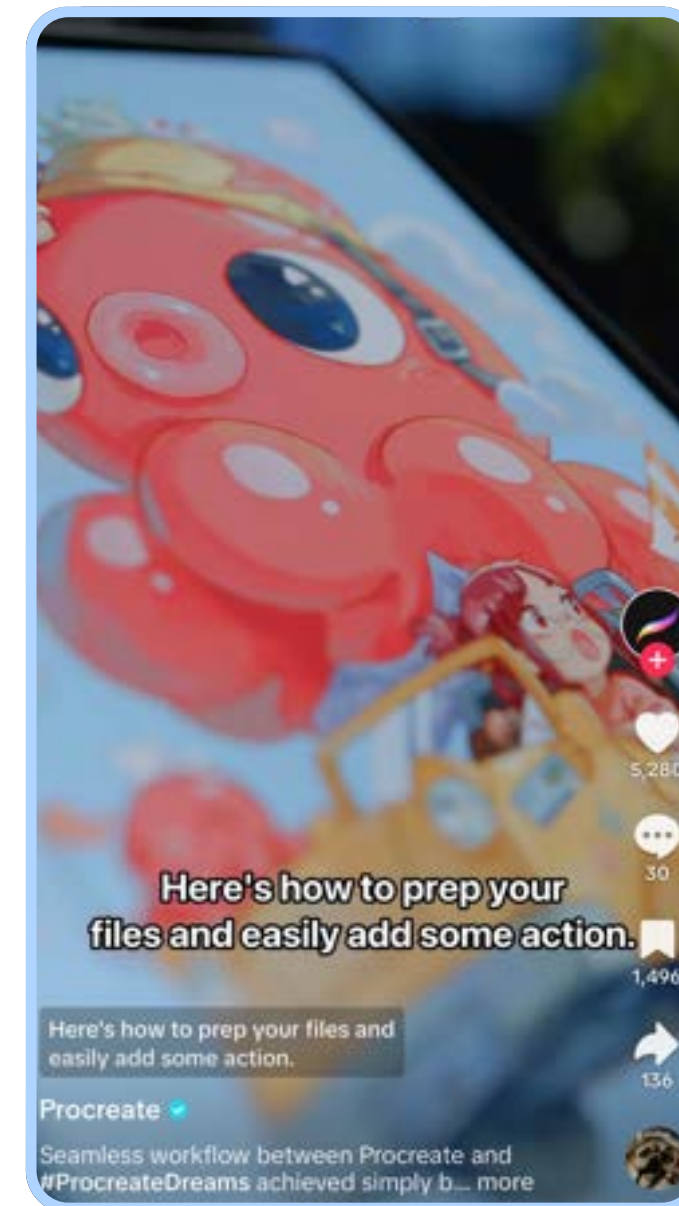 5,280
30
Here's how to prep your
files and easily add some action.
1,496
Here's how to prep your files and
easily add some action.
136
Procreate
Seamless workflow between Procreate and
#ProcreateDreams achieved simply b... more